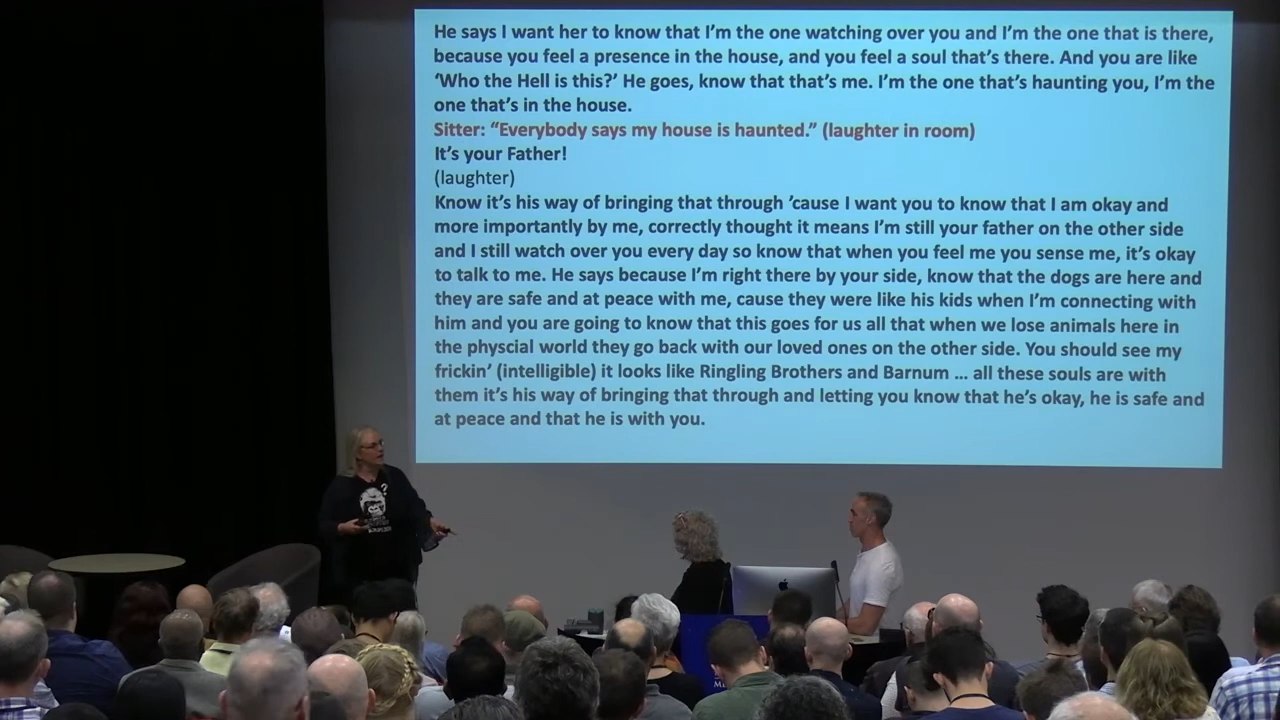 He says I want her to know that I’m the one watching over you and I’m the one that is there,
because you feel a presence in the house, and you feel a soul that’s there. And you are like
‘Who the Hell is this?’ He goes, know that that’s me. I’m the one that’s haunting you, I’m the
one that’s in the house.
Sitter: “Everybody says my house is haunted.” (laughter in room)
It’s your Father!
(laughter)
Know it’s his way of bringing that through ’cause I want you to know that I am okay and
more importantly by me, correctly thought it means I’m still your father on the other side
and I still watch over you every day so know that when you feel me you sense me, it’s okay
to talk to me. He says because I’m right there by your side, know that the dogs are here and
they are safe and at peace with me, cause they were like his kids when I’m connecting with
him and you are going to know that this goes for us all that when we lose animals here in
the physcial world they go back with our loved ones on the other side. You should see my
frickin’ (intelligible) it looks like Ringling Brothers and Barnum ... all these souls are with
them it’s his way of bringing that through and letting you know that he’s okay, he is safe and
at peace and that he is with you.
?